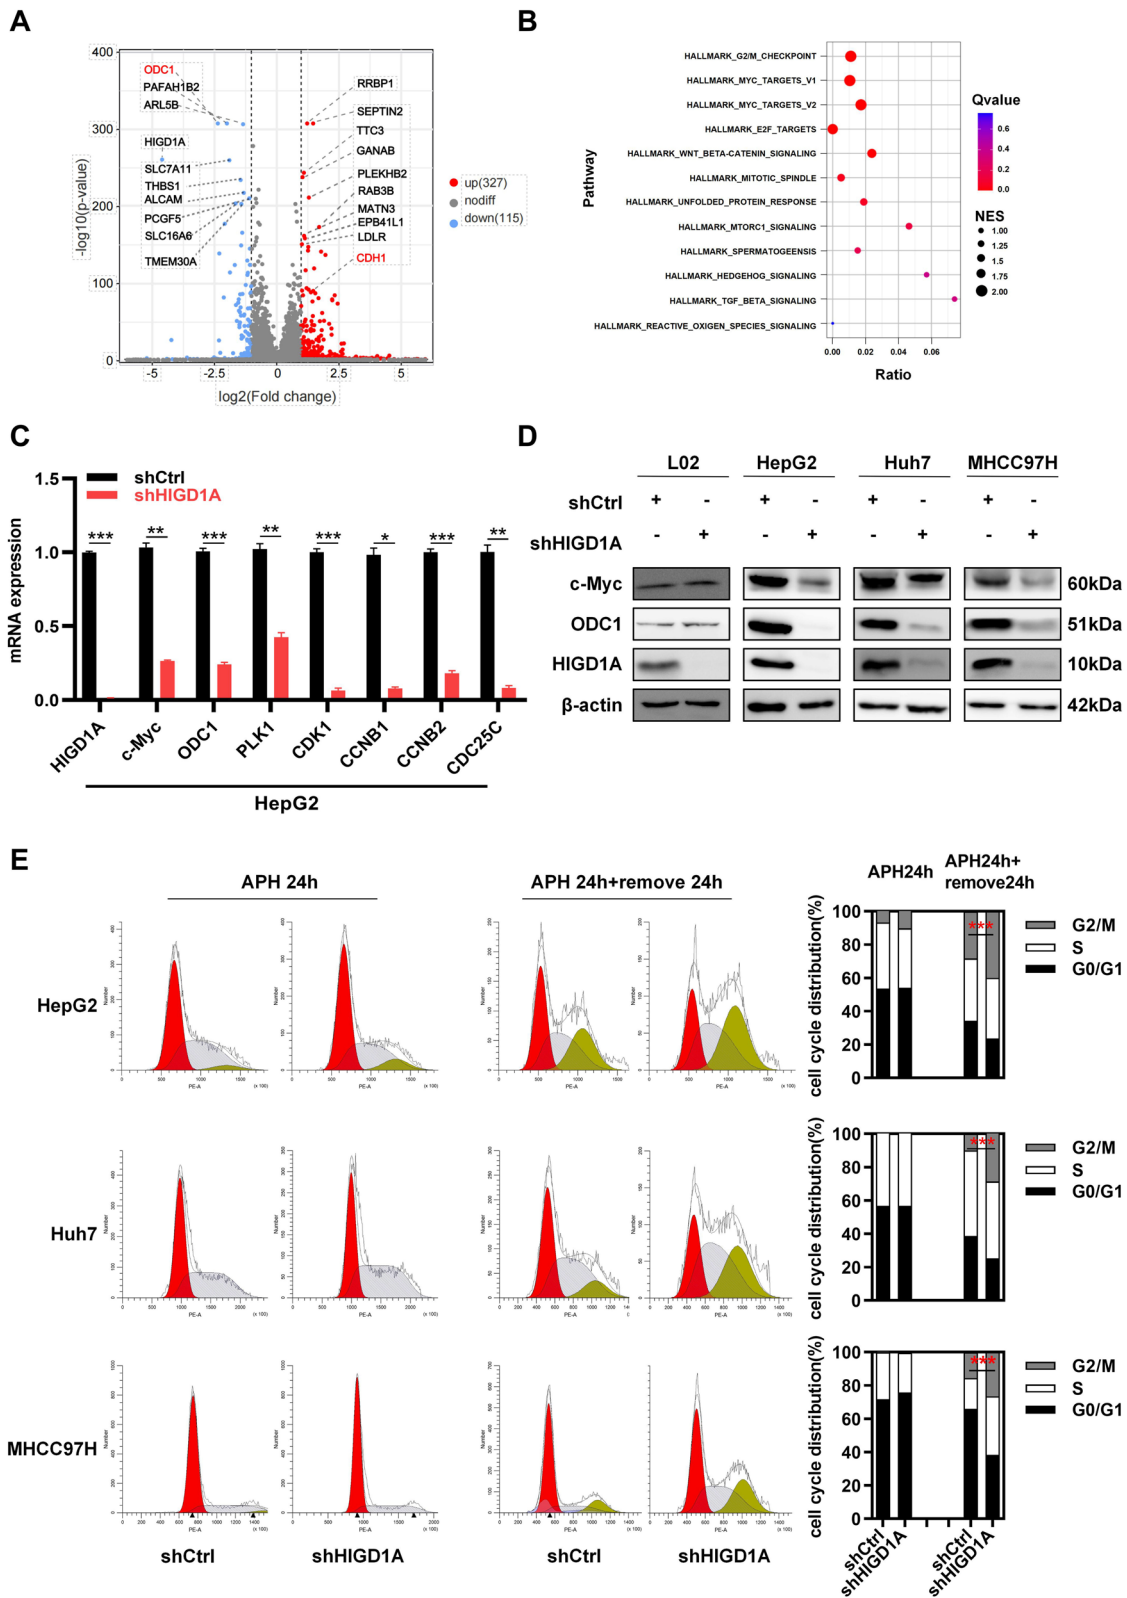 A
400
300
200
100
0
-5
-2.5
0
2.5
5
-log10(p-value)
log2(Fold change)
ODC1
PAFAH1B2
ARL5B
HIGD1A
SLC7A11
THBS1
ALCAM
PCGF5
SLC16A6
TMEM30A
RRBP1
SEPTIN2
TTC3
GANAB
PLEKHB2
RAB3B
MATN3
EPB41L1
LDLR
CDH1
up(327)
nodiff
down(115)
B
Pathway
HALLMARK_G2/M_CHECKPOINT
HALLMARK_MYC_TARGETS_V1
HALLMARK_MYC_TARGETS_V2
HALLMARK_E2F_TARGETS
HALLMARK_WNT_BETA-CATENIN_SIGNALING
HALLMARK_MITOTIC_SPINDLE
HALLMARK_UNFOLDED_PROTEIN_RESPONSE
HALLMARK_MTORC1_SIGNALING
HALLMARK_SPERMATOGEENSIS
HALLMARK_HEDGEHOG_SIGNALING
HALLMARK_TGF_BETA_SIGNALING
HALLMARK_REACTIVE_OXIGEN_SPECIES_SIGNALING
0.00 0.02 0.04 0.06
Ratio
Qvalue
0.6
0.4
0.2
0.0
NES
1.00
1.25
1.5
1.75
2.00
C
shCtrl
shHIGD1A
mRNA expression
1.5
1.0
0.5
0.0
*** ** *** ** *** * *** **
HIGD1A c-Myc ODC1 PLK1 CDK1 CCNB1 CCNB2 CDC25C
HepG2
D
L02 HepG2 Huh7 MHCC97H
shCtrl + - + - + - + -
shHIGD1A - + - + - + - +
c-Myc 60kDa
ODC1 51kDa
HIGD1A 10kDa
β-actin 42kDa
E
APH 24h
APH 24h+remove 24h
APH24h
APH24h+
remove24h
HepG2
Number
PE-A
(x 100)
cell cycle distribution(%)
100
80
60
40
20
0
***
G2/M
S
G0/G1
Huh7
Number
PE-A
(x 100)
cell cycle distribution(%)
100
80
60
40
20
0
***
G2/M
S
G0/G1
MHCC97H
Number
PE-A
(x 100)
cell cycle distribution(%)
100
80
60
40
20
0
***
G2/M
S
G0/G1
shCtrl shHIGD1A shCtrl shHIGD1A
shCtrl
shHIGD1A
shCtrl
shHIGD1A